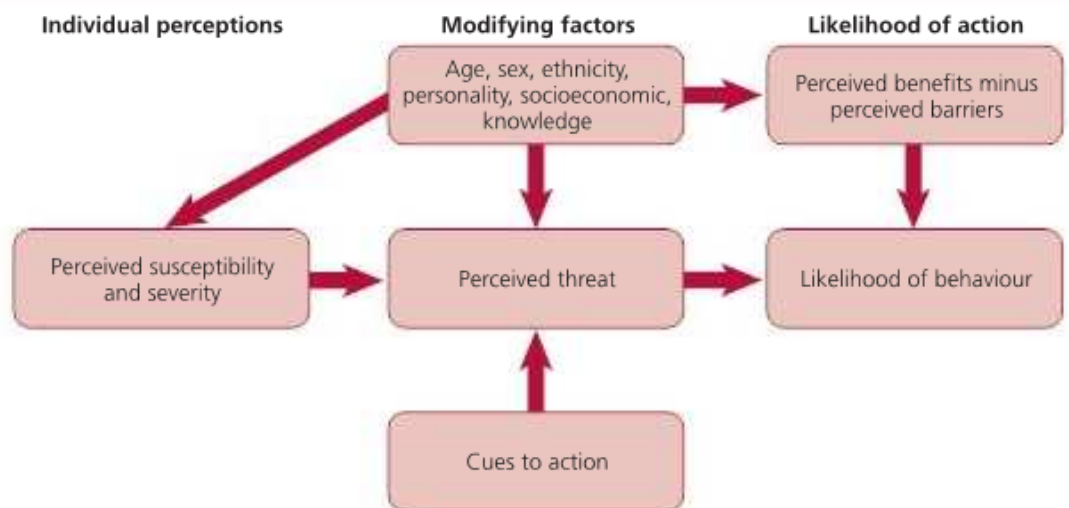 Individual perceptions
Modifying factors
Likelihood of action
Age, sex, ethnicity,
personality, socioeconomic,
knowledge
Perceived benefits minus
perceived barriers
Perceived susceptibility
and severity
Perceived threat
Likelihood of behaviour
Cues to action